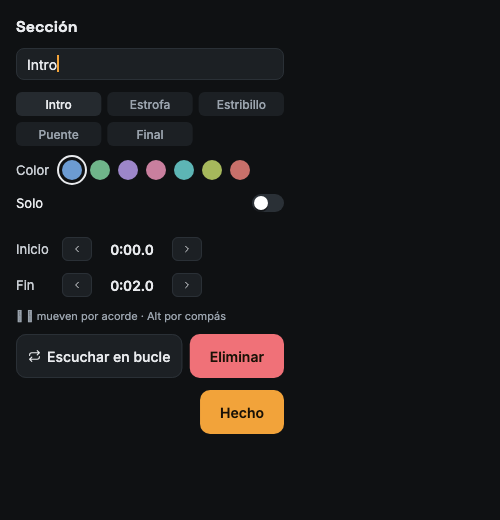 Sección
Intro
Intro Estrofa Estribillo
Puente Final
Color
Solo
Inicio ‹ 0:00.0 ›
Fin ‹ 0:02.0 ›
mueven por acorde · Alt por compás
Escuchar en bucle Eliminar
Hecho